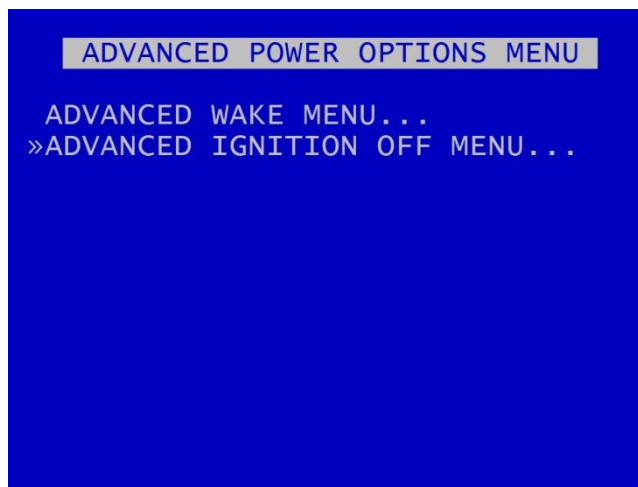 ADVANCED POWER OPTIONS MENU
ADVANCED WAKE MENU...
»ADVANCED IGNITION OFF MENU...